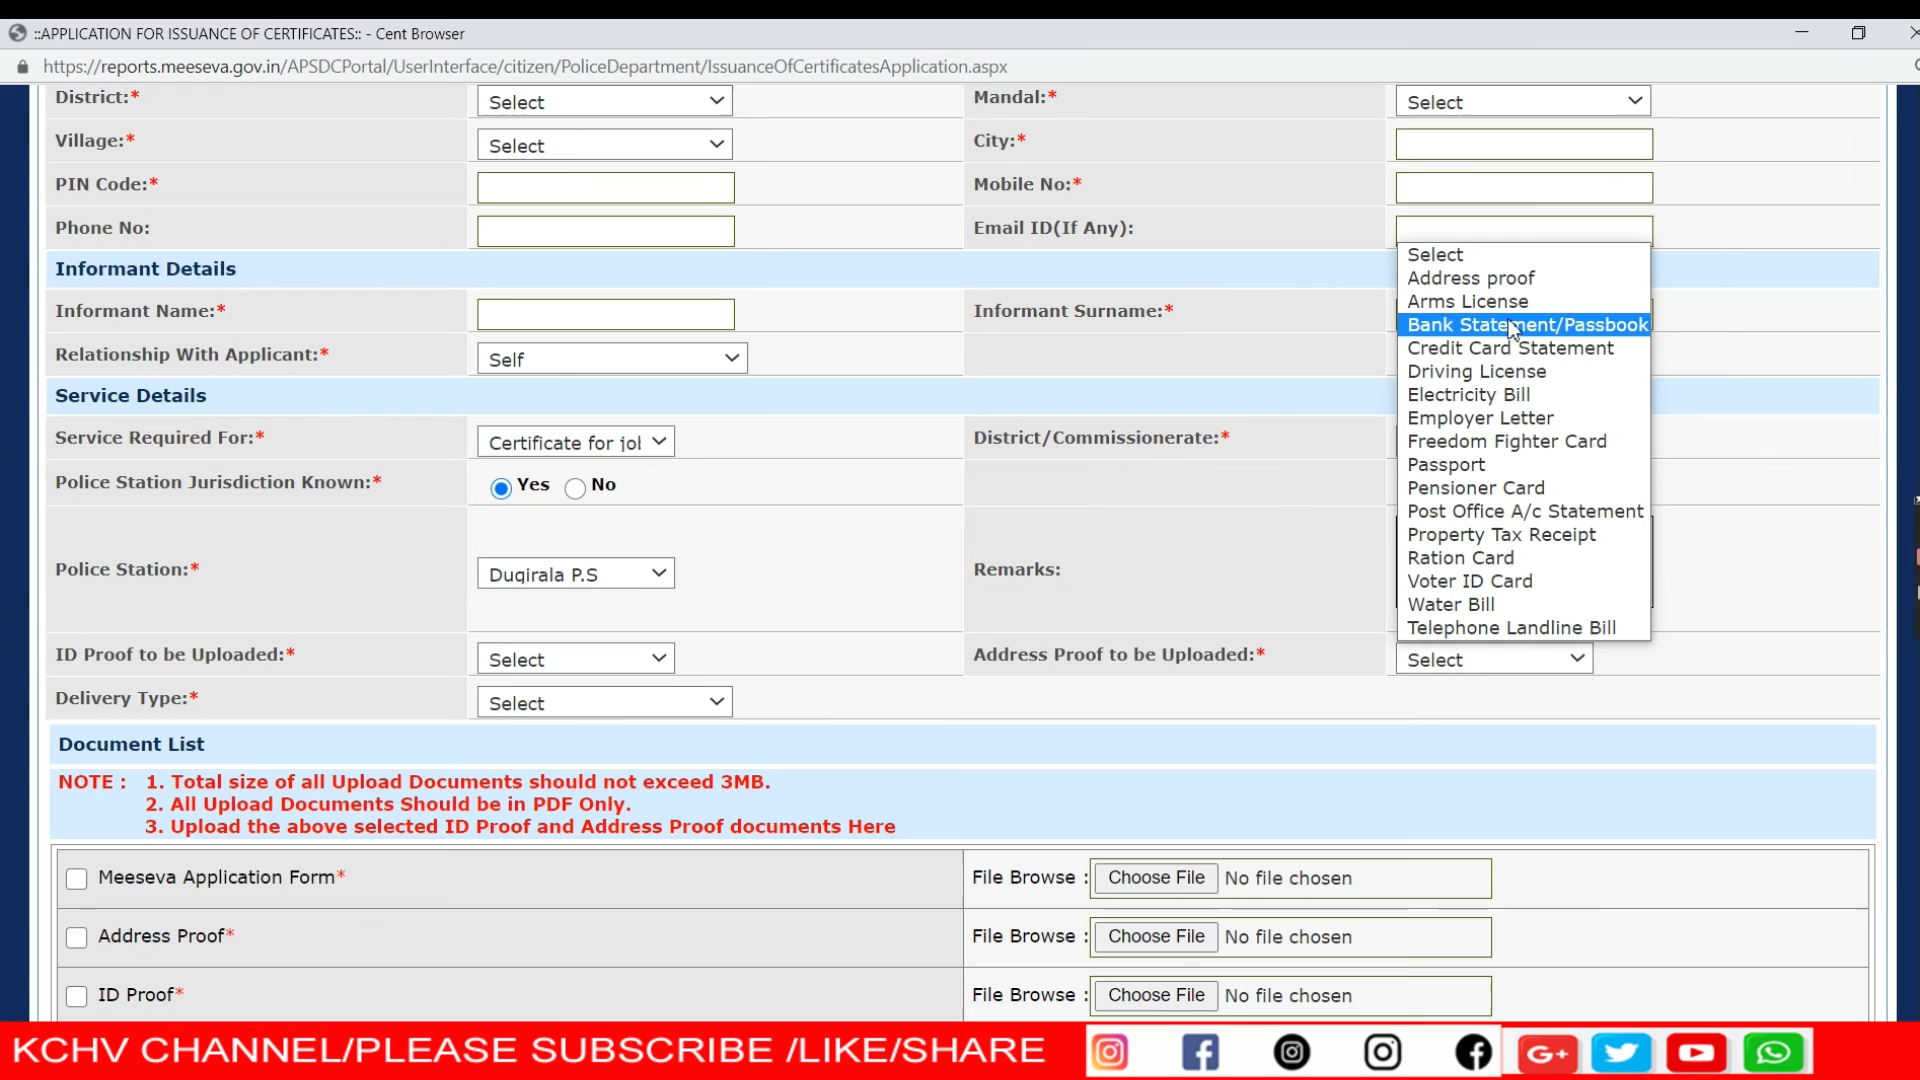 ::APPLICATION FOR ISSUANCE OF CERTIFICATES:: - Cent Browser
https://reports.meeseva.gov.in/APSDCPortal/UserInterface/citizen/PoliceDepartment/IssuanceOfCertificatesApplication.aspx
District:* Select Mandal:* Select
Village:* Select City:*
PIN Code:* Mobile No:*
Phone No: Email ID(If Any):
Select
Informant Details
Address proof
Arms License
Informant Name:* Informant Surname:*
Bank Statement/Passbook
Credit Card Statement
Relationship With Applicant:* Self
Driving License
Service Details
Electricity Bill
Employer Letter
Service Required For:* Certificate for jol District/Commissionerate:*
Freedom Fighter Card
Passport
Police Station Jurisdiction Known:* Yes No
Pensioner Card
Post Office A/c Statement
Property Tax Receipt
Ration Card
Police Station:* Dugirala P.S Remarks:
Voter ID Card
Water Bill
Telephone Landline Bill
ID Proof to be Uploaded:* Select Address Proof to be Uploaded:* Select
Delivery Type:* Select
Document List
NOTE : 1. Total size of all Upload Documents should not exceed 3MB.
2. All Upload Documents Should be in PDF Only.
3. Upload the above selected ID Proof and Address Proof documents Here
Meeseva Application Form* File Browse : Choose File No file chosen
Address Proof* File Browse : Choose File No file chosen
ID Proof* File Browse : Choose File No file chosen
KCHV CHANNEL/PLEASE SUBSCRIBE /LIKE/SHARE